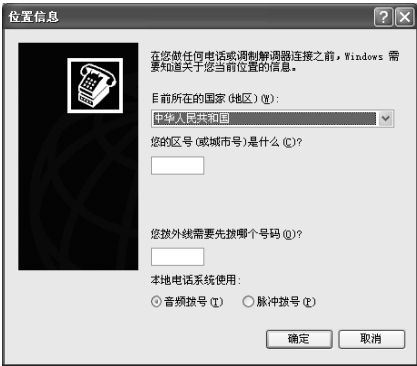 位置信息
在您做任何电话或调制解调器连接之前，Windows 需
要知道关于您当前位置的信息。
目前所在的国家(地区)(W):
中华人民共和国
您的区号(或城市号)是什么(C)?
您拨外线需要先拨哪个号码(O)?
本地电话系统使用:
音频拨号(T) 脉冲拨号(P)
确定 取消